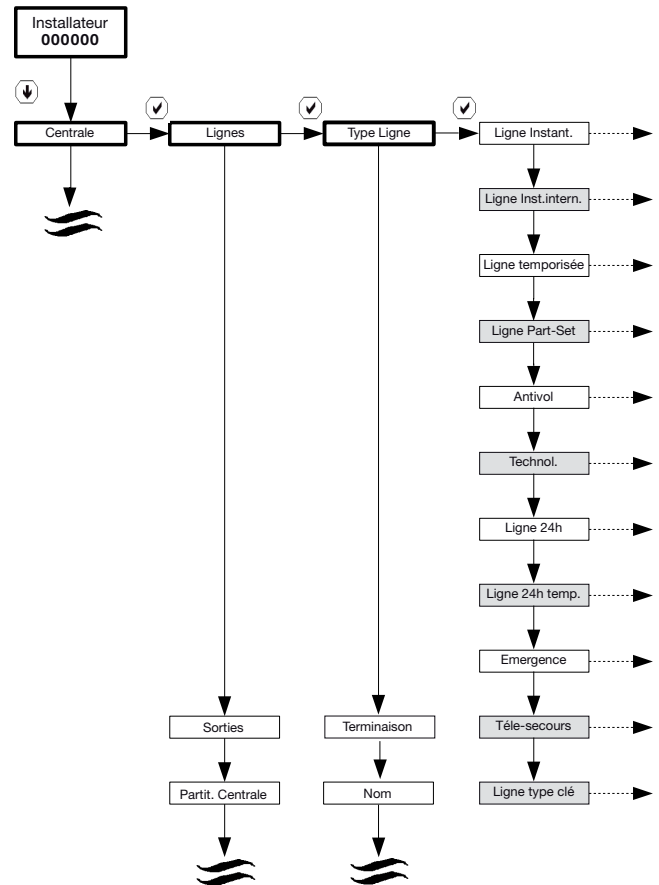 Installateur
000000
Centrale
Lignes
Type Ligne
Ligne Instant.
Ligne Inst.intern.
Ligne temporisée
Ligne Part-Set
Antivol
Technol.
Ligne 24h
Ligne 24h temp.
Emergence
Sorties
Terminaison
Téle-secours
Partit. Centrale
Nom
Ligne type clé